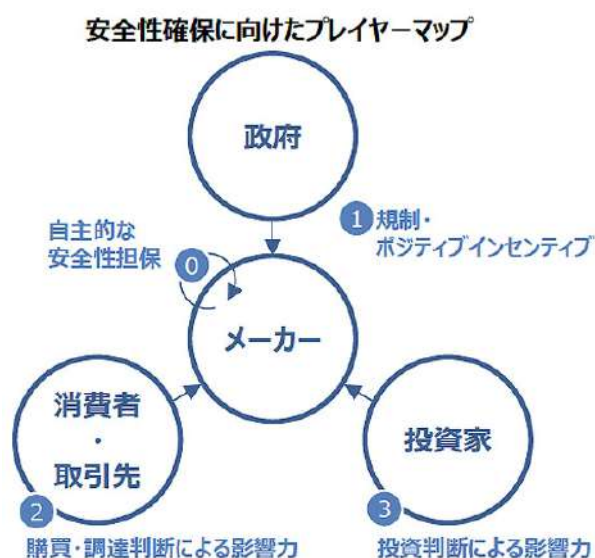 安全性確保に向けたプレイヤーマップ
政府
1 規制・
ポジティブインセンティブ
自主的な
安全性担保
0
メーカー
消費者
・
取引先
2
購買・調達判断による影響力
投資家
3
投資判断による影響力